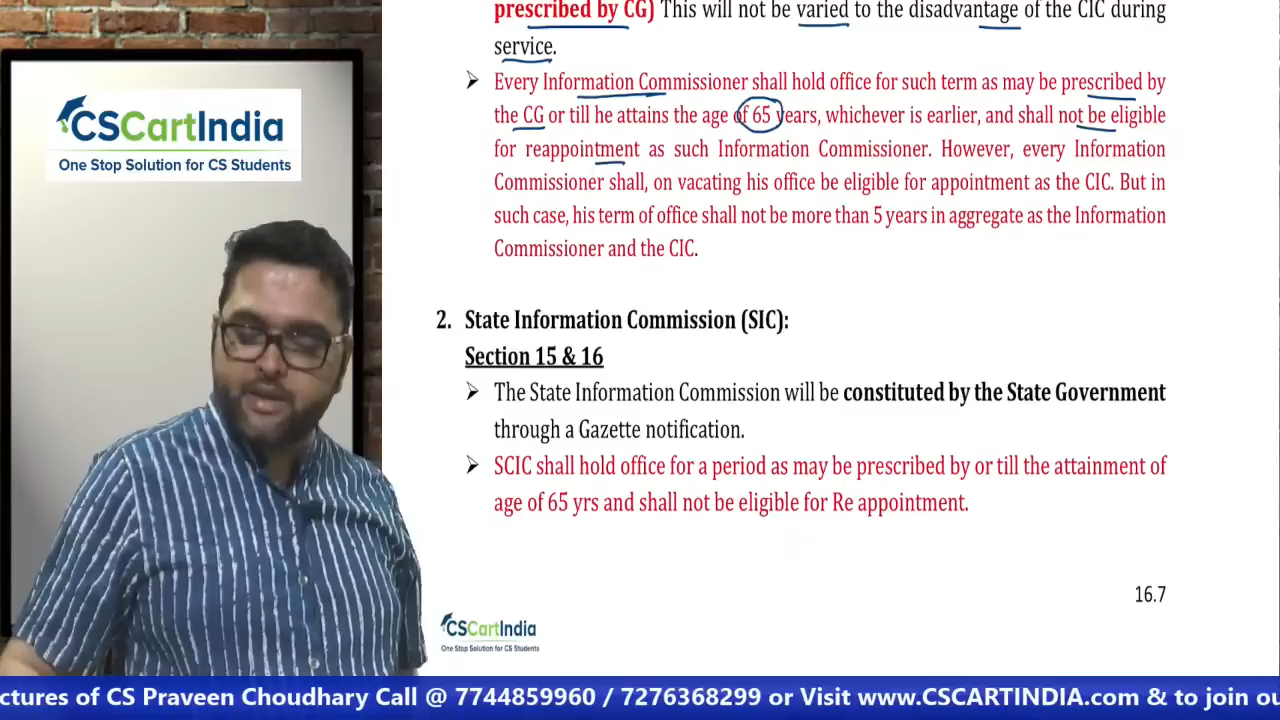 prescribed by CG) This will not be varied to the disadvantage of the CIC during
service.
➢ Every Information Commissioner shall hold office for such term as may be prescribed by
the CG or till he attains the age of 65 years, whichever is earlier, and shall not be eligible
for reappointment as such Information Commissioner. However, every Information
Commissioner shall, on vacating his office be eligible for appointment as the CIC. But in
such case, his term of office shall not be more than 5 years in aggregate as the Information
Commissioner and the CIC.
2. State Information Commission (SIC):
Section 15 & 16
➢ The State Information Commission will be constituted by the State Government
through a Gazette notification.
➢ SCIC shall hold office for a period as may be prescribed by or till the attainment of
age of 65 yrs and shall not be eligible for Re appointment.
16.7
CSCartIndia
One Stop Solution for CS Students
CSCartIndia
One Stop Solution for CS Students
ctures of CS Praveen Choudhary Call @ 7744859960 / 7276368299 or Visit www.CSCARTINDIA.com & to join ou